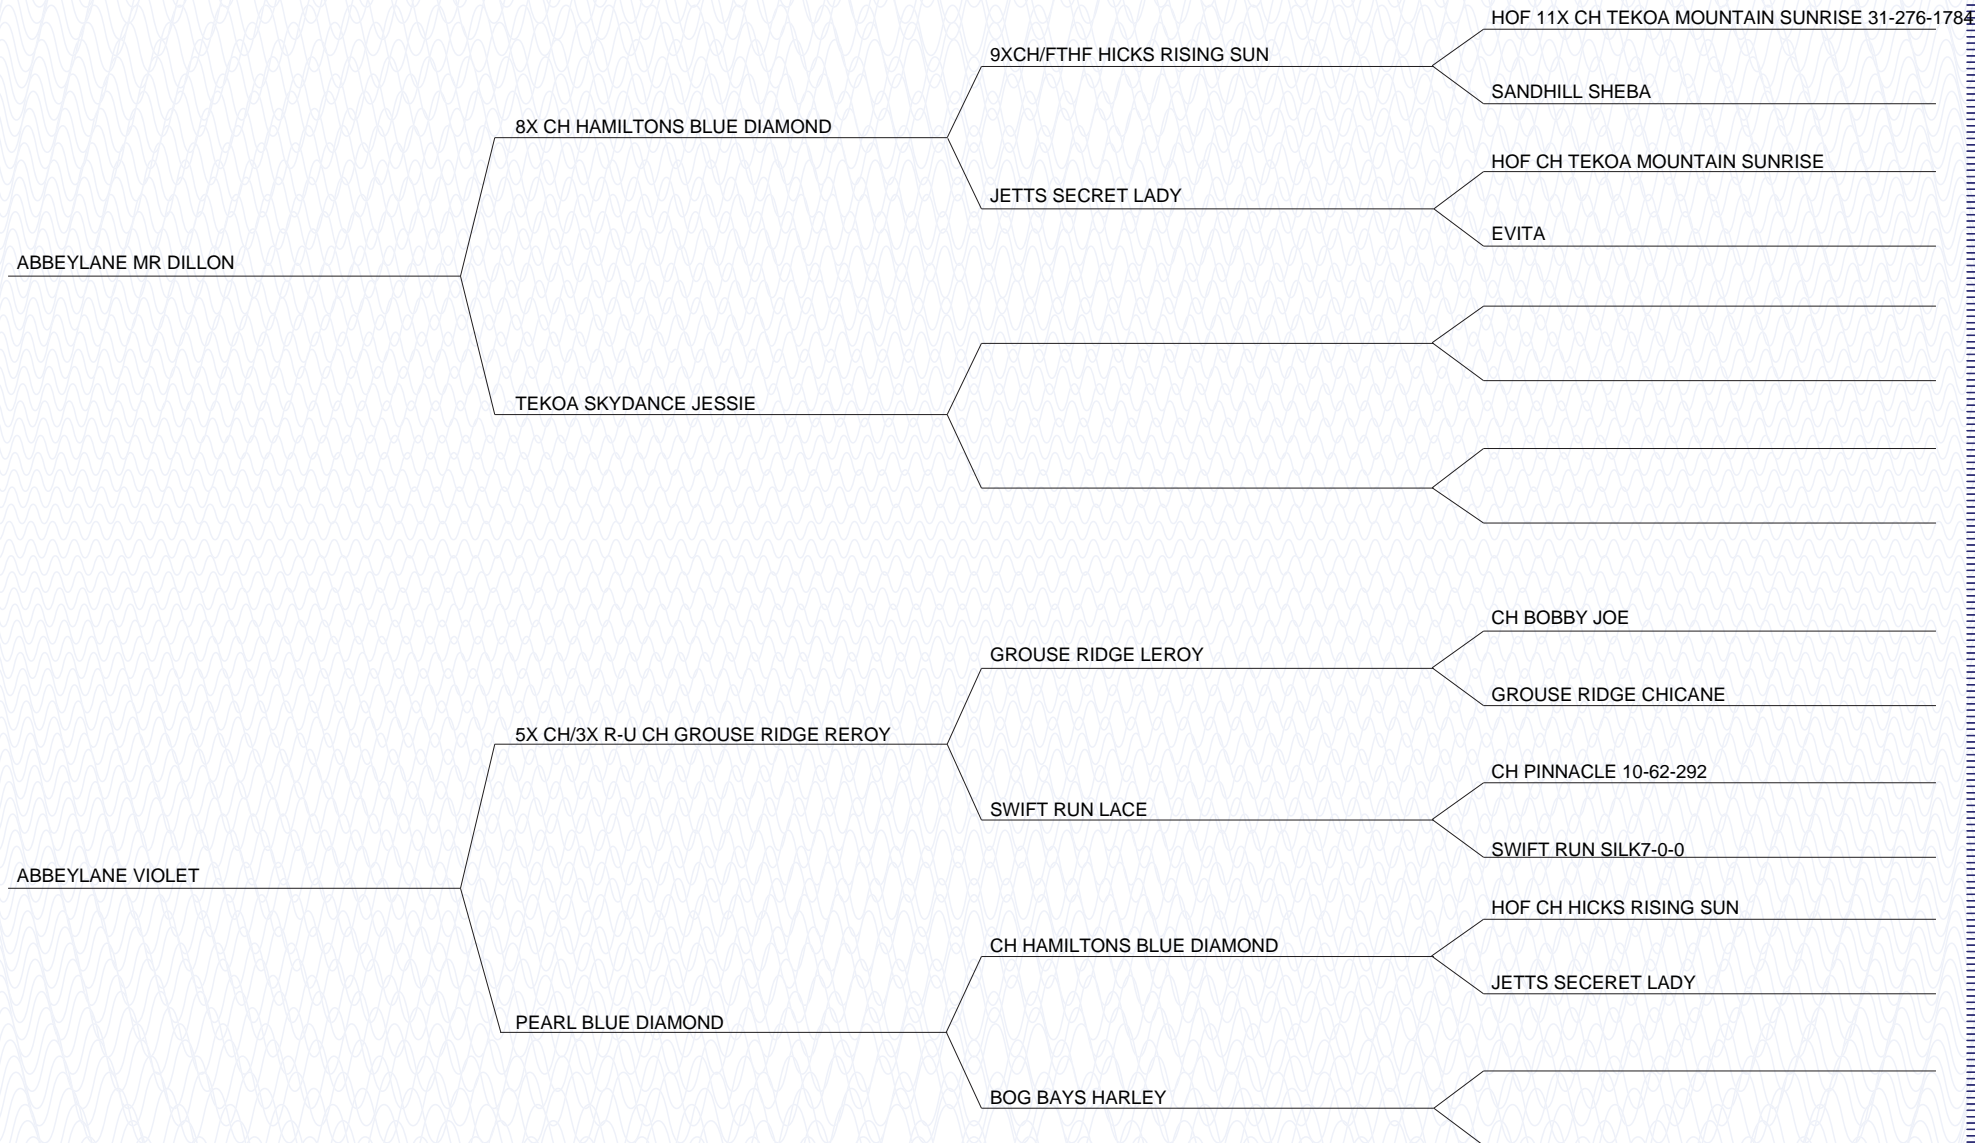 HOF 11X CH TEKOA MOUNTAIN SUNRISE 31-276-1784
9XCH/FTHF HICKS RISING SUN
SANDHILL SHEBA
8X CH HAMILTONS BLUE DIAMOND
HOF CH TEKOA MOUNTAIN SUNRISE
JETTS SECRET LADY
EVITA
ABBEYLANE MR DILLON
TEKOA SKYDANCE JESSIE
CH BOBBY JOE
GROUSE RIDGE LEROY
GROUSE RIDGE CHICANE
5X CH/3X R-U CH GROUSE RIDGE REROY
CH PINNACLE 10-62-292
SWIFT RUN LACE
SWIFT RUN SILK7-0-0
ABBEYLANE VIOLET
HOF CH HICKS RISING SUN
CH HAMILTONS BLUE DIAMOND
JETTS SECERET LADY
PEARL BLUE DIAMOND
BOG BAYS HARLEY